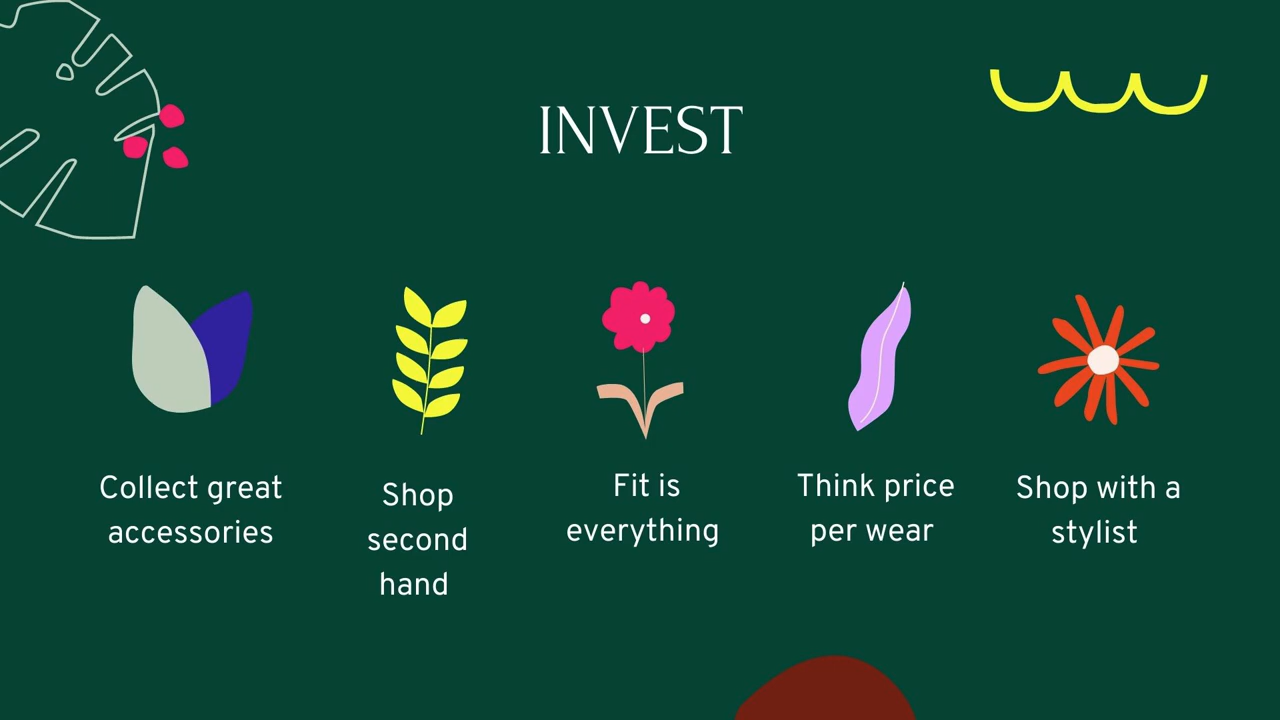 INVEST
Collect great
accessories
Shop
second
hand
Fit is
everything
Think price
per wear
Shop with a
stylist